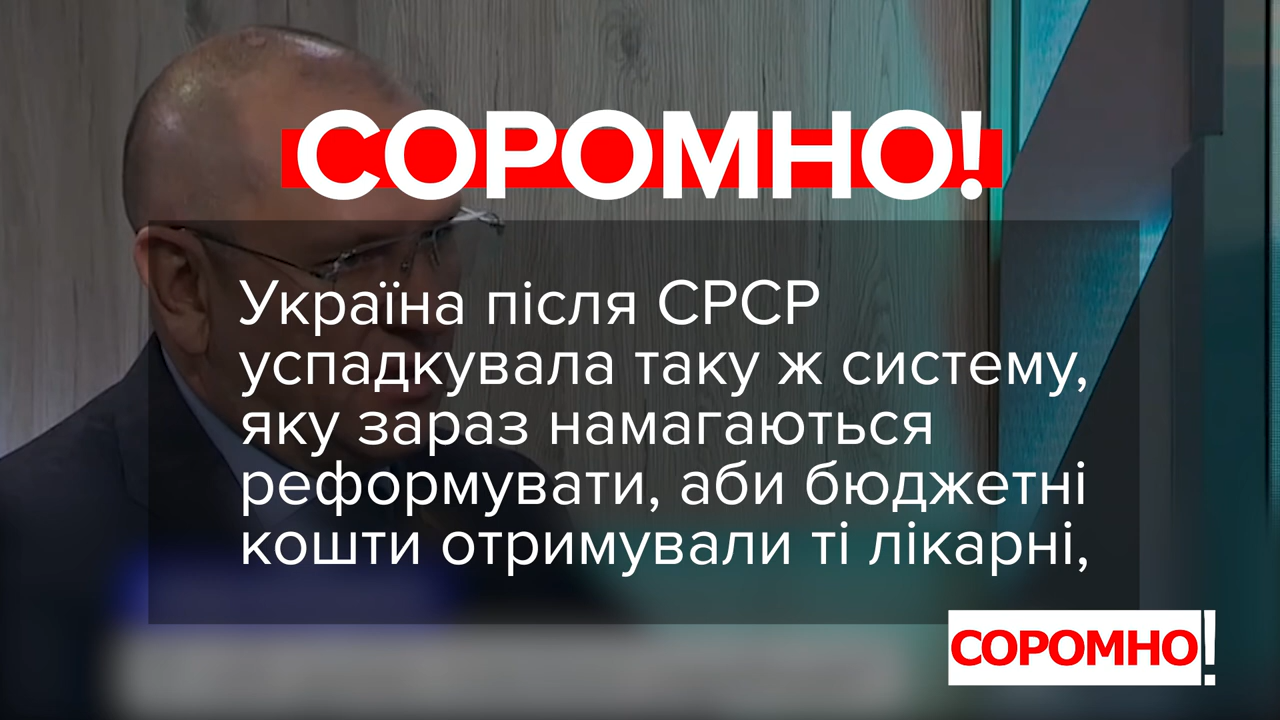 СОРОМНО!
Україна після СРСР
успадкувала таку ж систему,
яку зараз намагаються
реформувати, аби бюджетні
кошти отримували ті лікарні,
СОРОМНО!